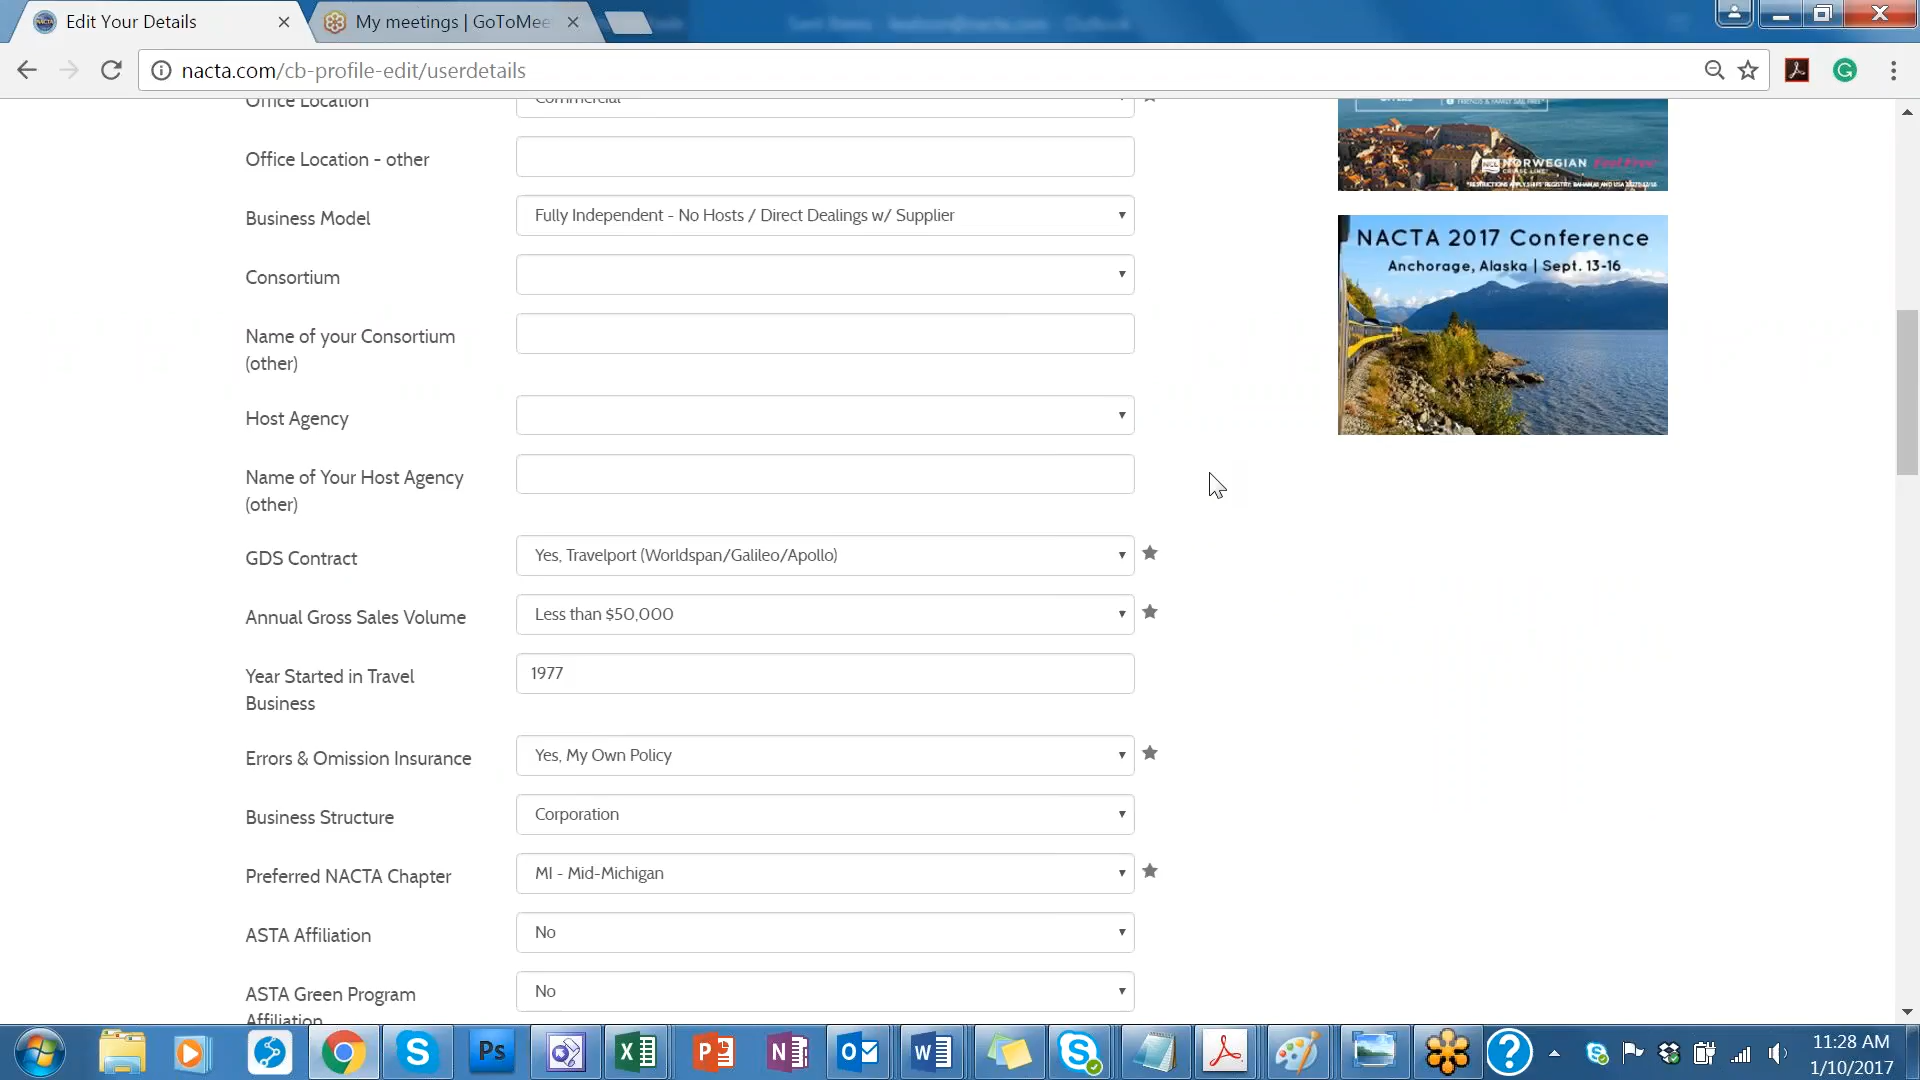 Edit Your Details
My meetings | GoToMee
nacta.com/cb-profile-edit/userdetails
Office Location
Commercial
Office Location - other
Business Model
Fully Independent - No Hosts / Direct Dealings w/ Supplier
Consortium
Name of your Consortium
(other)
Host Agency
Name of Your Host Agency
(other)
GDS Contract
Yes, Travelport (Worldspan/Galileo/Apollo)
Annual Gross Sales Volume
Less than $50,000
Year Started in Travel
Business
1977
Errors & Omission Insurance
Yes, My Own Policy
Business Structure
Corporation
Preferred NACTA Chapter
MI - Mid-Michigan
ASTA Affiliation
No
ASTA Green Program
Affiliation
No
NORWEGIAN
CRUISE LINE
Feel Free
NACTA 2017 Conference
Anchorage, Alaska | Sept. 13-16
11:28 AM
1/10/2017